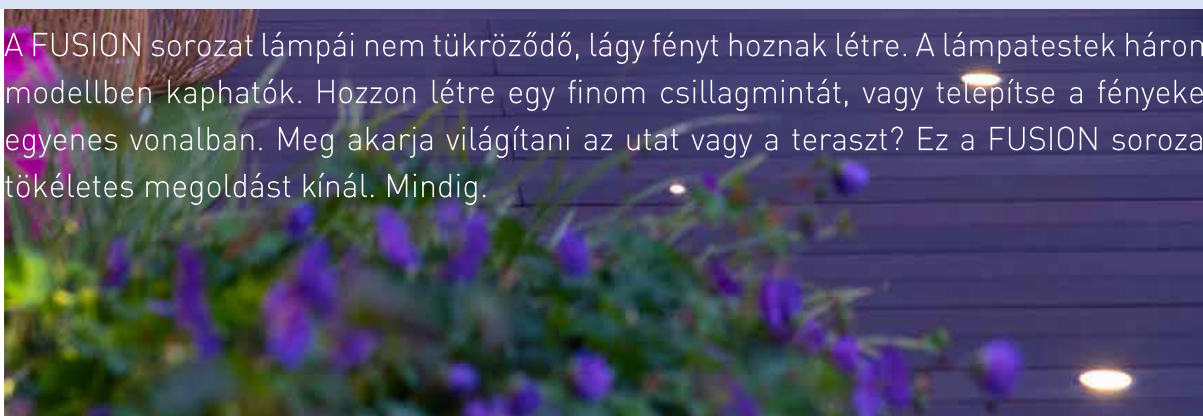 A FUSION sorozat lámpái nem tükröződő, lágy fényt hoznak létre. A lámpatestek három
modellben kaphatók. Hozzon létre egy finom csillagmintát, vagy telepítse a fényeke
egyenes vonalban. Meg akarja világítani az utat vagy a teraszt? Ez a FUSION soroza
tökéletes megoldást kínál. Mindig.